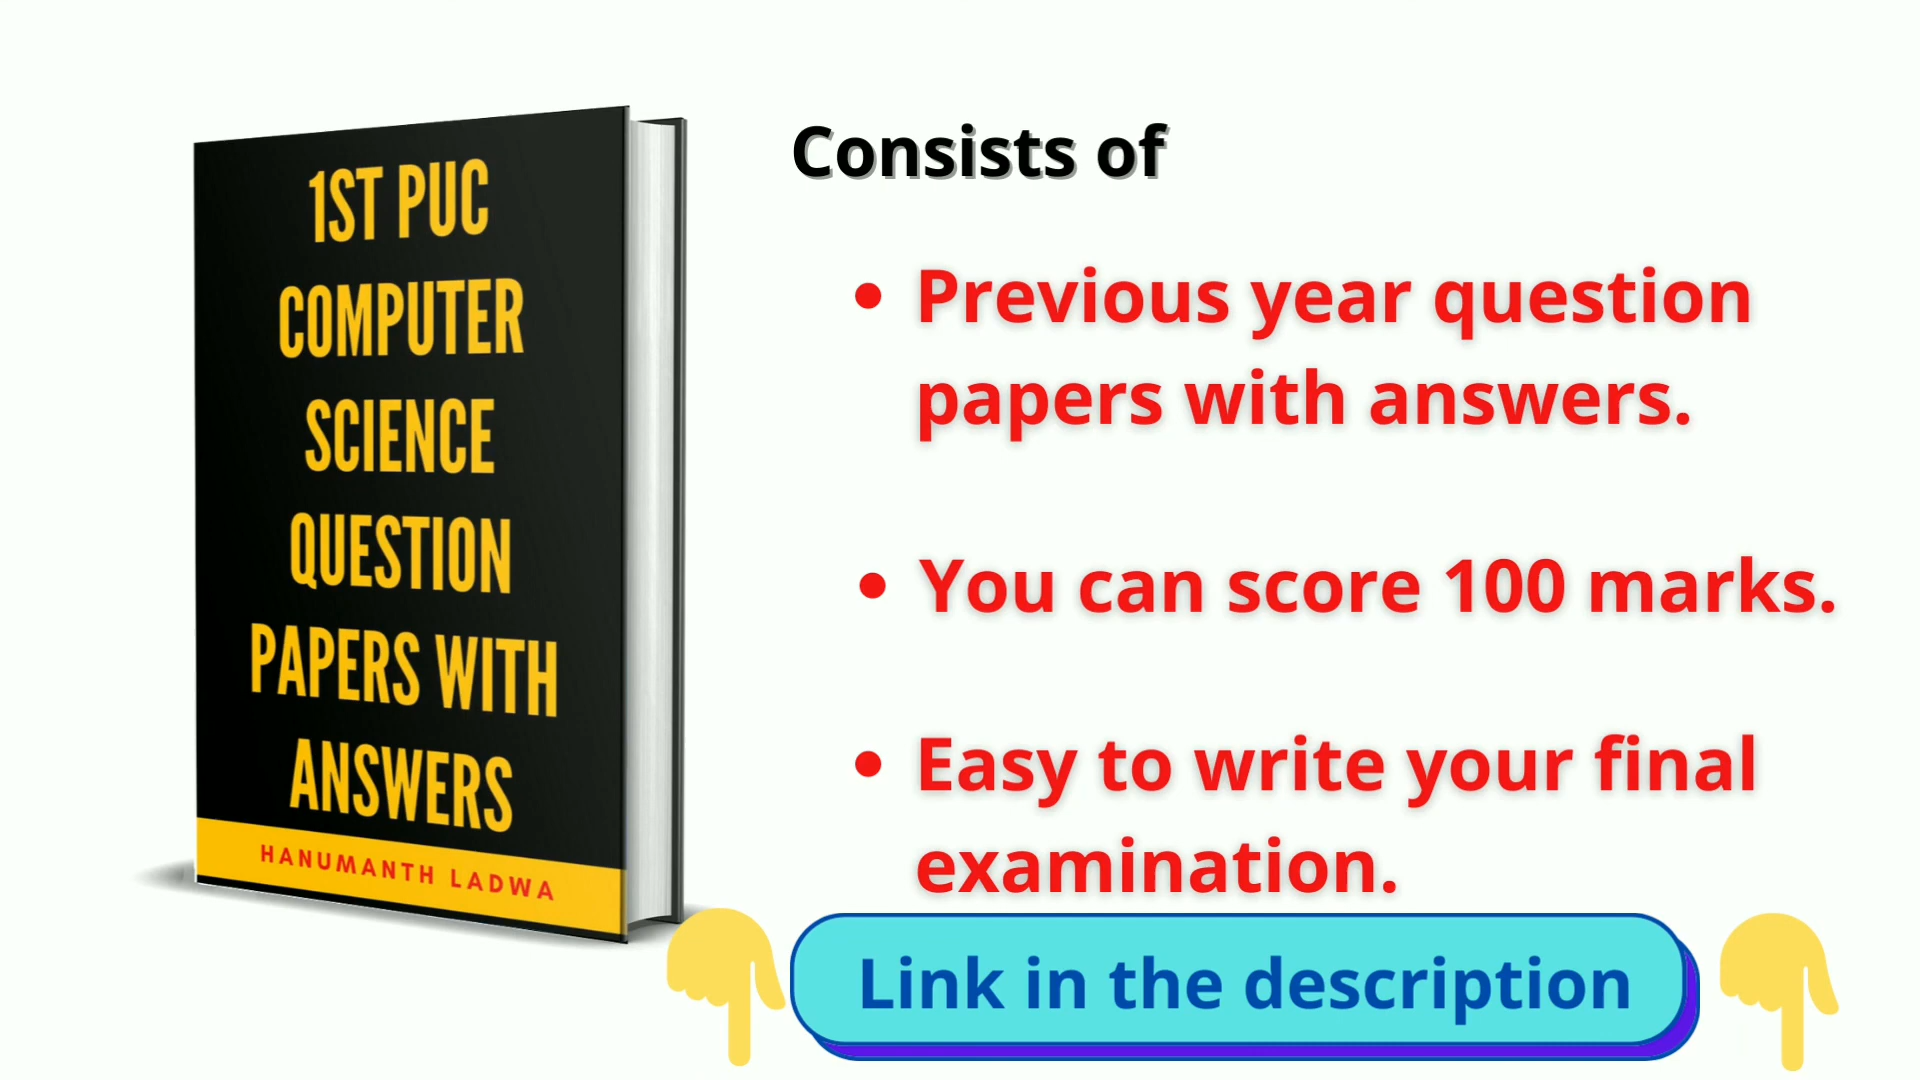 1ST PUC
COMPUTER
SCIENCE
QUESTION
PAPERS WITH
ANSWERS
HANUMANTH LADWA
Consists of
• Previous year question
papers with answers.
• You can score 100 marks.
• Easy to write your final
examination.
Link in the description